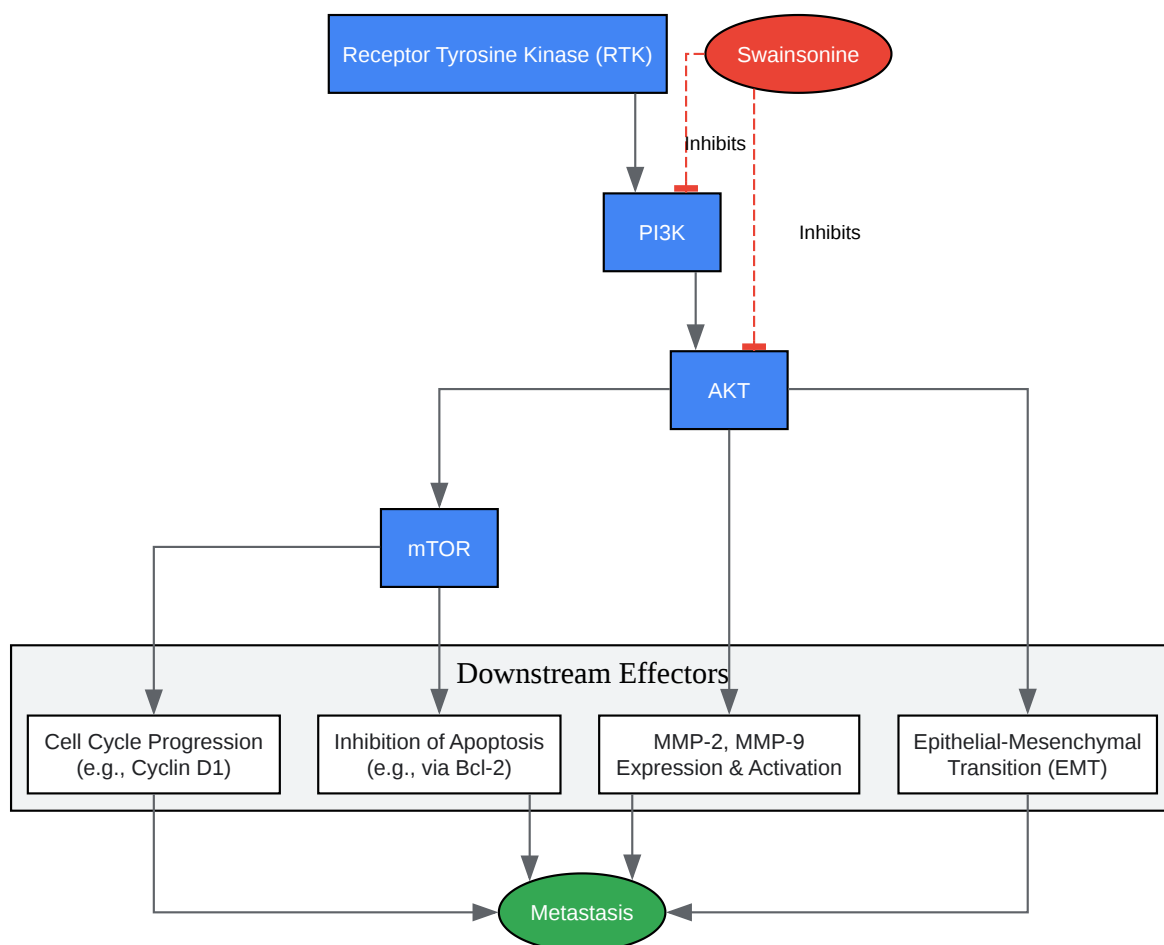 Receptor Tyrosine Kinase (RTK)
Swainsonine
Inhibits
PI3K
Inhibits
AKT
mTOR
Downstream Effectors
Cell Cycle Progression
(e.g., Cyclin D1)
Inhibition of Apoptosis
(e.g., via Bcl-2)
MMP-2, MMP-9
Expression & Activation
Epithelial-Mesenchymal
Transition (EMT)
Metastasis